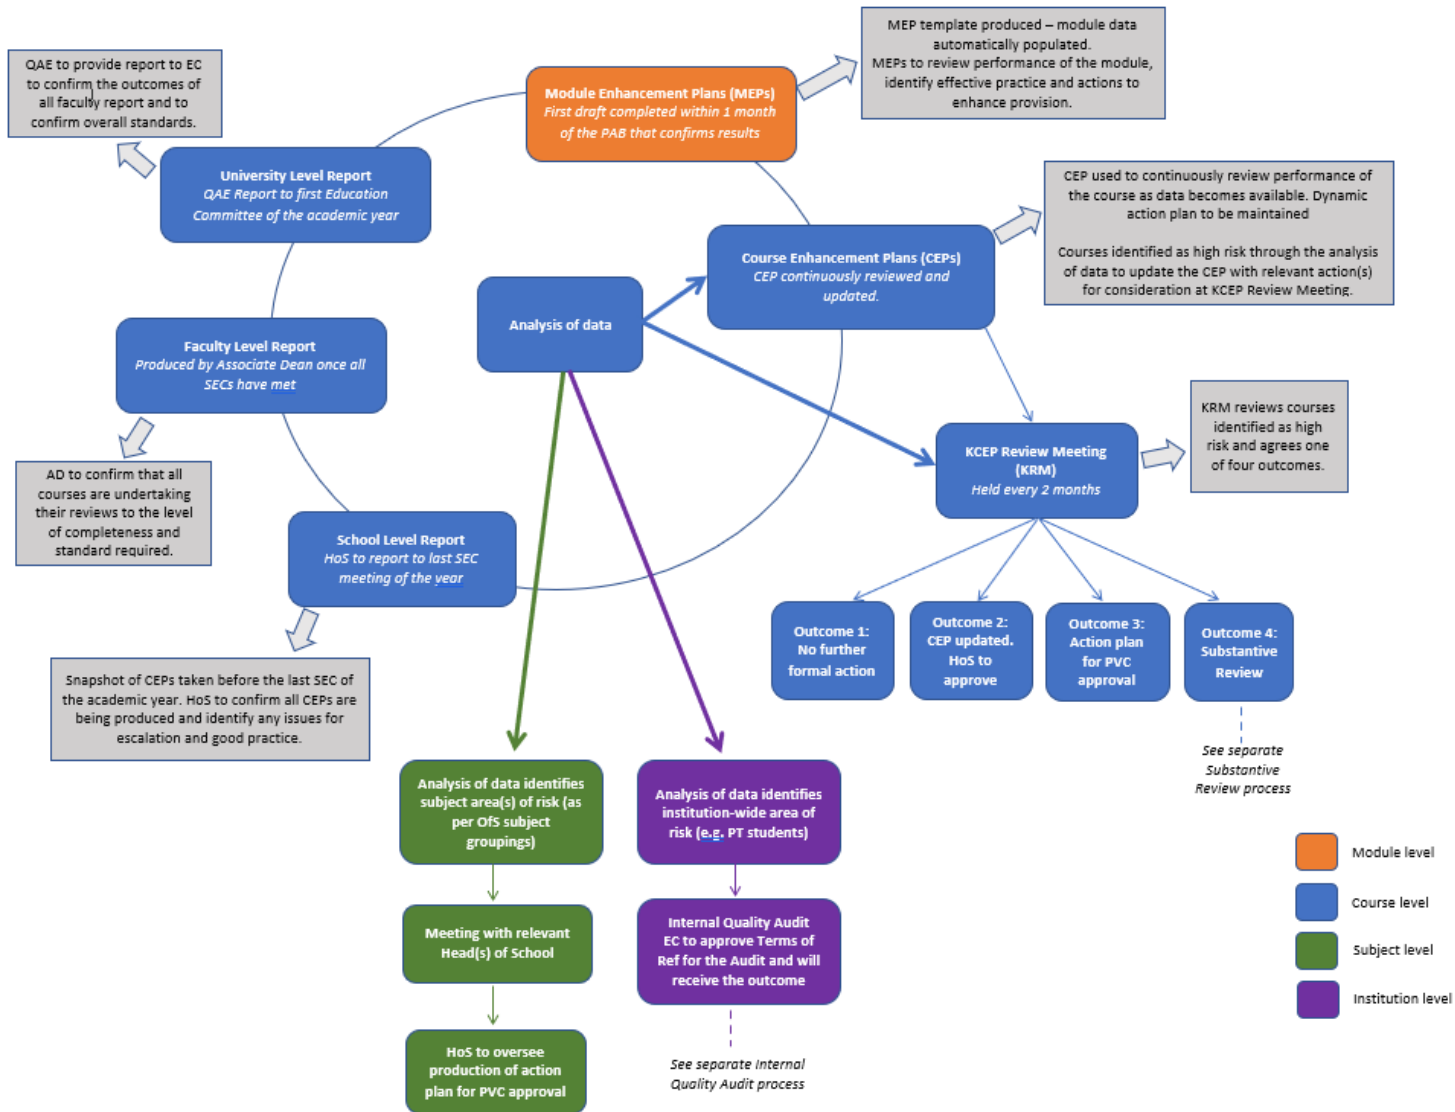 MEP template produced – module data
automatically populated.
MEPs to review performance of the module,
identify effective practice and actions to
enhance provision.
QAE to provide report to EC
to confirm the outcomes of
all faculty report and to
confirm overall standards.
Module Enhancement Plans (MEPs)
First draft completed within 1 month
of the PAB that confirms results
University Level Report
QAE Report to first Education
Committee of the academic year
CEP used to continuously review performance of
the course as data becomes available. Dynamic
action plan to be maintained
Courses identified as high risk through the analysis
of data to update the CEP with relevant action(s)
for consideration at KCEP Review Meeting.
Course Enhancement Plans (CEPs)
CEP continuously reviewed and
updated.
Analysis of data
Faculty Level Report
Produced by Associate Dean once all
SECs have met
KRM reviews courses
identified as high
risk and agrees one
of four outcomes.
KCEP Review Meeting
(KRM)
Held every 2 months
AD to confirm that all
courses are undertaking
their reviews to the level
of completeness and
standard required.
School Level Report
HoS to report to last SEC
meeting of the year
Outcome 1:
No further
formal action
Outcome 2:
CEP updated.
HoS to
approve
Outcome 3:
Action plan
for PVC
approval
Outcome 4:
Substantive
Review
Snapshot of CEPs taken before the last SEC of
the academic year. HoS to confirm all CEPs are
being produced and identify any issues for
escalation and good practice.
See separate
Substantive
Review process
Analysis of data identifies
subject area(s) of risk (as
per OfS subject
groupings)
Analysis of data identifies
institution-wide area of
risk (e.g. PT students)
Meeting with relevant
Head(s) of School
Internal Quality Audit
EC to approve Terms of
Ref for the Audit and will
receive the outcome
HoS to oversee
production of action
plan for PVC approval
See separate Internal
Quality Audit process
Module level
Course level
Subject level
Institution level